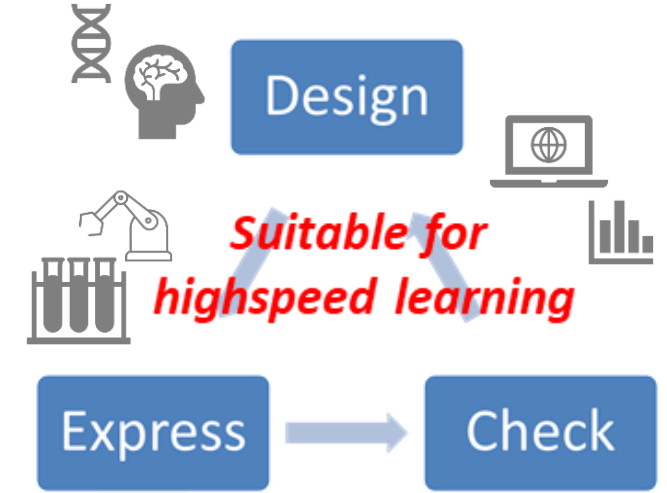 Design
Suitable for
highspeed learning
Express
Check